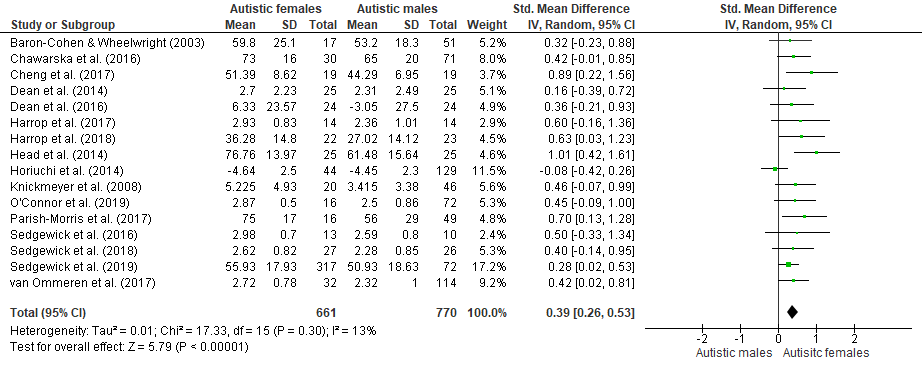 Autistic females Autistic males Std. Mean Difference Std. Mean Difference
Study or Subgroup Mean SD Total Mean SD Total Weight IV, Random, 95% CI IV, Random, 95% CI
Baron-Cohen & Wheelwright (2003) 59.8 25.1 17 53.2 18.3 51 5.2% 0.32 [-0.23, 0.88]
Chawarska et al. (2016) 73 16 30 65 20 71 8.0% 0.42 [-0.01, 0.85]
Cheng et al. (2017) 51.39 8.62 19 44.29 6.95 19 3.7% 0.89 [0.22, 1.56]
Dean et al. (2014) 2.7 2.23 25 2.31 2.49 25 5.1% 0.16 [-0.39, 0.72]
Dean et al. (2016) 6.33 23.57 24 -3.05 27.5 24 4.9% 0.36 [-0.21, 0.93]
Harrop et al. (2017) 2.93 0.83 14 2.36 1.01 14 2.9% 0.60 [-0.16, 1.36]
Harrop et al. (2018) 36.28 14.8 22 27.02 14.12 23 4.5% 0.63 [0.03, 1.23]
Head et al. (2014) 76.76 13.97 25 61.48 15.64 25 4.6% 1.01 [0.42, 1.61]
Horiuchi et al. (2014) -4.64 2.5 44 -4.45 2.3 129 11.5% -0.08 [-0.42, 0.26]
Knickmeyer et al. (2008) 5.225 4.93 20 3.415 3.38 46 5.6% 0.46 [-0.07, 0.99]
O'Connor et al. (2019) 2.87 0.5 16 2.5 0.86 72 5.4% 0.45 [-0.09, 1.00]
Parish-Morris et al. (2017) 75 17 16 56 29 49 4.8% 0.70 [0.13, 1.28]
Sedgewick et al. (2016) 2.98 0.7 13 2.59 0.8 10 2.4% 0.50 [-0.33, 1.34]
Sedgewick et al. (2018) 2.62 0.82 27 2.28 0.85 26 5.3% 0.40 [-0.14, 0.95]
Sedgewick et al. (2019) 55.93 17.93 317 50.93 18.63 72 17.2% 0.28 [0.02, 0.53]
van Ommeren et al. (2017) 2.72 0.78 32 2.32 1 114 9.0% 0.42 [0.02, 0.81]
Total (95% CI) 661 770 100.0% 0.39 [0.26, 0.53]
Heterogeneity: Tau² = 0.01; Chi² = 17.33, df = 15 (P = 0.30); I² = 13%
Test for overall effect: Z = 5.79 (P < 0.00001)
-2 -1 0 1 2
Autistic males Autisitc females